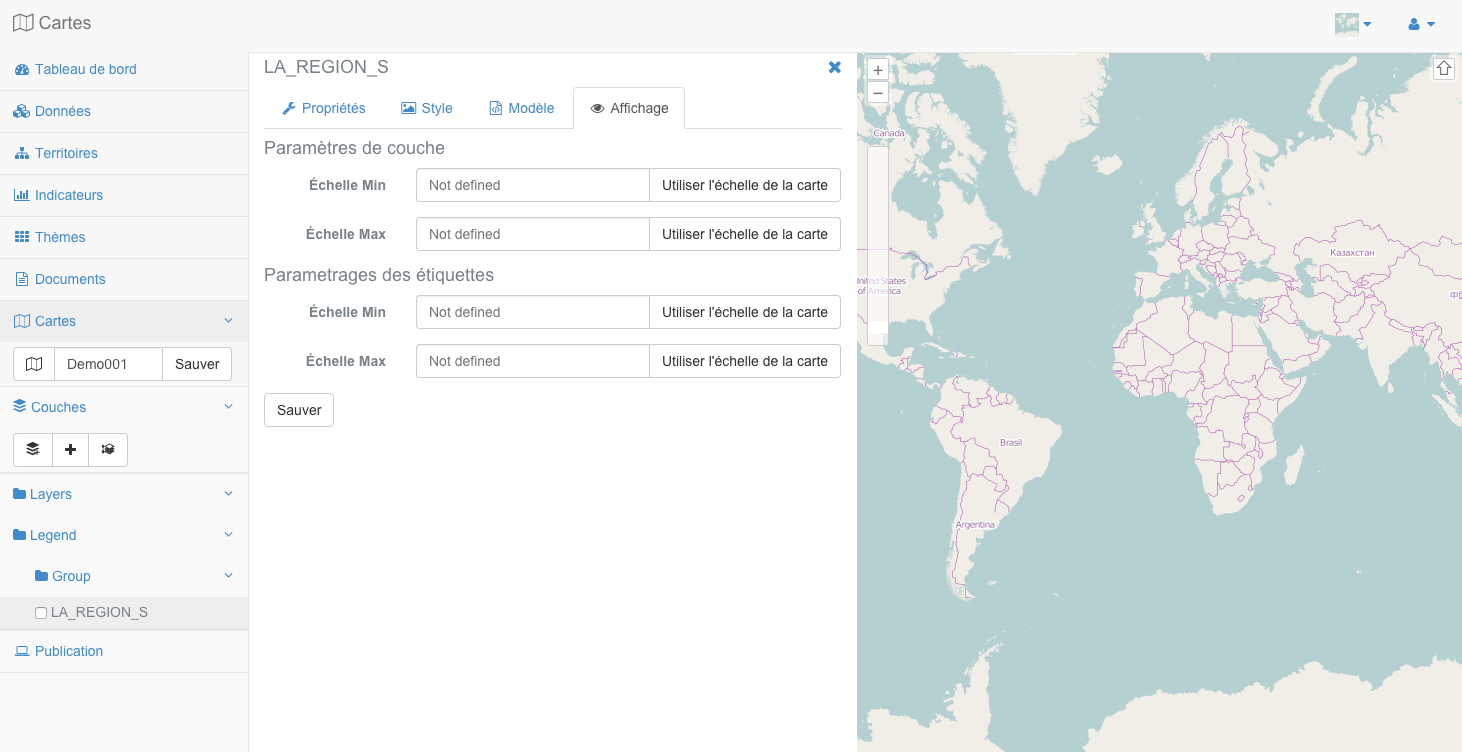 Cartes
Tableau de bord
Données
Territoires
Indicateurs
Thèmes
Documents
Cartes
Demo001 Sauver
Couches
Layers
Legend
Group
LA_REGION_S
Publication
LA_REGION_S
Propriétés Style Modèle Affichage
Paramètres de couche
Échelle Min Not defined Utiliser l'échelle de la carte
Échelle Max Not defined Utiliser l'échelle de la carte
Parametrages des étiquettes
Échelle Min Not defined Utiliser l'échelle de la carte
Échelle Max Not defined Utiliser l'échelle de la carte
Sauver
+
−
Canada
United States
of America
Казахстан
中国
Brasil
Argentina